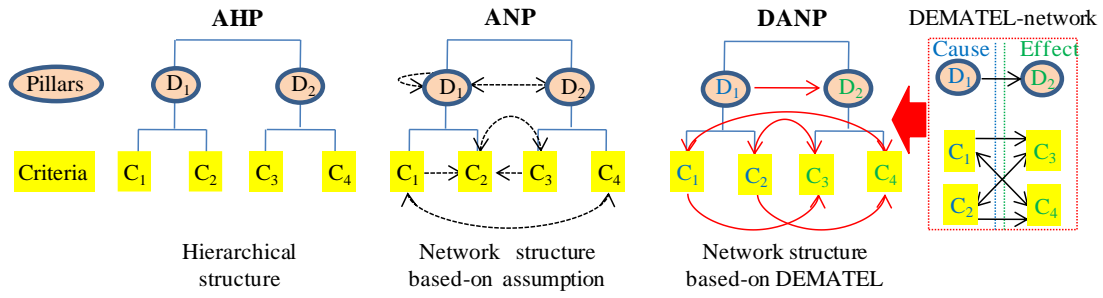 AHP
ANP
DANP
DEMATEL-network
Cause
Effect
Pillars
D1
D2
D1
D2
D1
D2
D1
D2
Criteria
C1
C2
C3
C4
C1
C2
C3
C4
C1
C2
C3
C4
C1
C3
C2
C4
Hierarchical
structure
Network structure
based-on assumption
Network structure
based-on DEMATEL